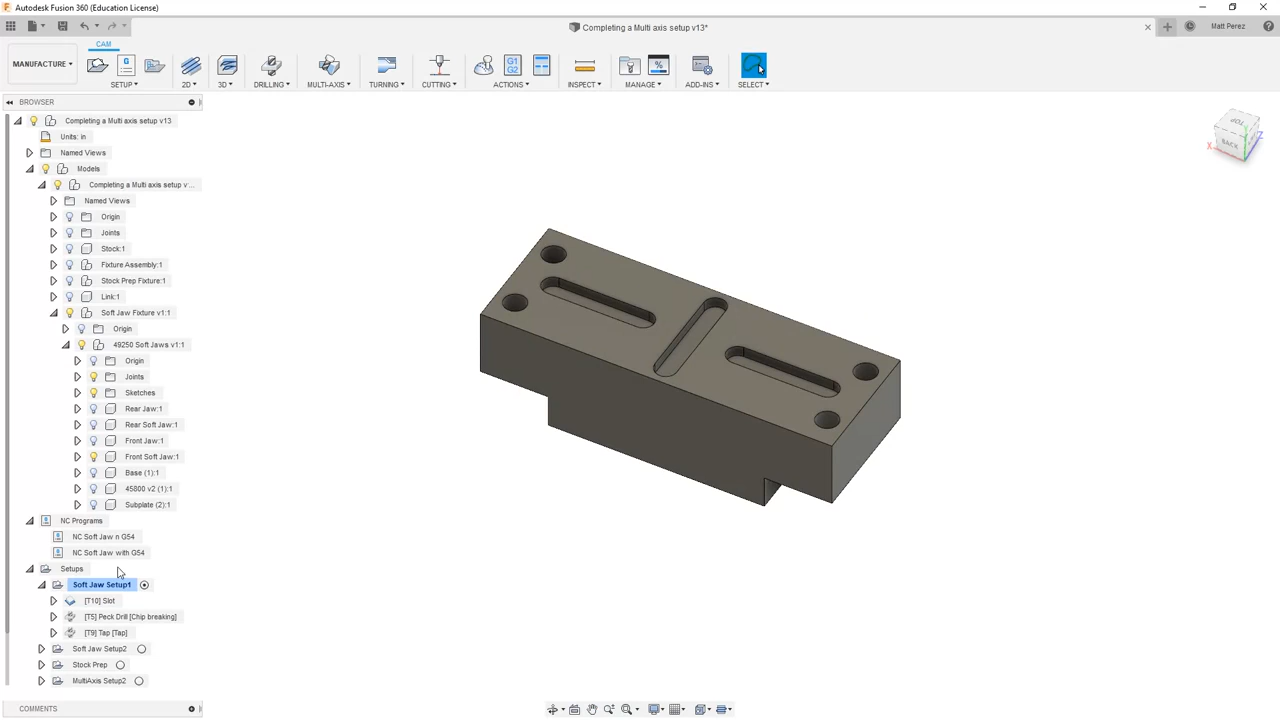 Autodesk Fusion 360 (Education License)
Completing a Multi axis setup v13*
Matt Perez
CAM
MANUFACTURE
SETUP
2D
3D
DRILLING
MULTI-AXIS
TURNING
CUTTING
G1
G2
ACTIONS
INSPECT
MANAGE
ADD-INS
SELECT
BROWSER
Completing a Multi axis setup v13
Units: in
Named Views
Models
Completing a Multi axis setup v'...
Named Views
Origin
Joints
Stock:1
Fixture Assembly:1
Stock Prep Fixture:1
Link:1
Soft Jaw Fixture v1:1
Origin
49250 Soft Jaws v1:1
Origin
Joints
Sketches
Rear Jaw:1
Rear Soft Jaw:1
Front Jaw:1
Front Soft Jaw:1
Base (1):1
45800 v2 (1):1
Subplate (2):1
NC Programs
NC Soft Jaw n G54
NC Soft Jaw with G54
Setups
Soft Jaw Setup1
[T10] Slot
[T5] Peck Drill [Chip breaking]
[T9] Tap [Tap]
Soft Jaw Setup2
Stock Prep
MultiAxis Setup2
COMMENTS
TOP
BACK
X
Z